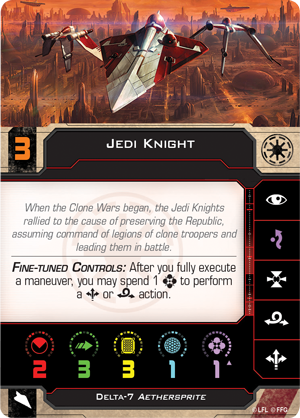 3
JEDI KNIGHT
When the Clone Wars began, the Jedi Knights
rallied to the cause of preserving the Republic,
assuming command of legions of clone troopers and
leading them in battle.
FINE-TUNED CONTROLS: After you fully execute
a maneuver, you may spend 1 to perform
a or action.
2 3 3 1 1
DELTA-7 AETHERSPRITE
©LFL ©FFG